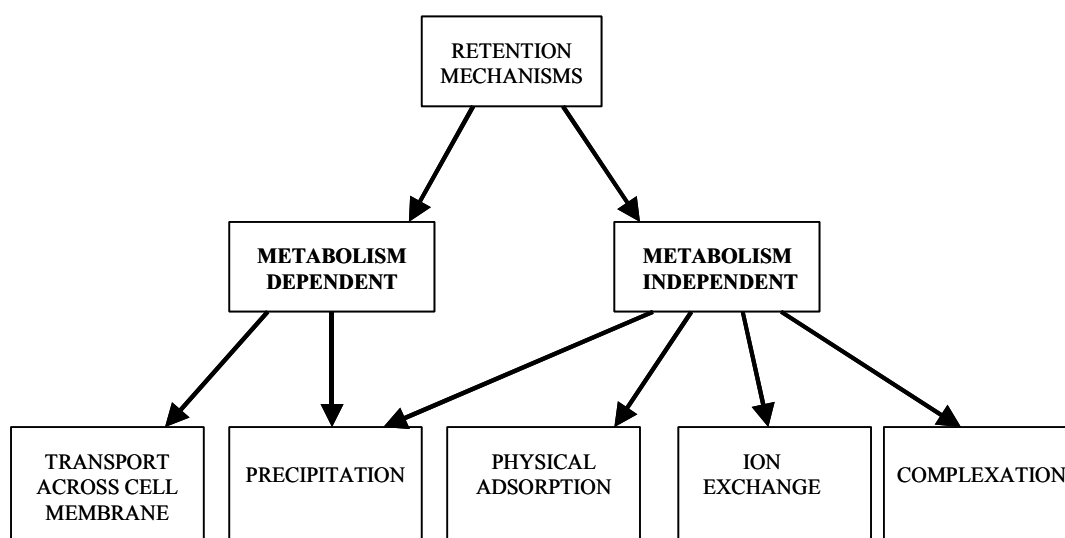 RETENTION
MECHANISMS
METABOLISM
DEPENDENT
METABOLISM
INDEPENDENT
TRANSPORT
ACROSS CELL
MEMBRANE
PRECIPITATION
PHYSICAL
ADSORPTION
ION
EXCHANGE
COMPLEXATION